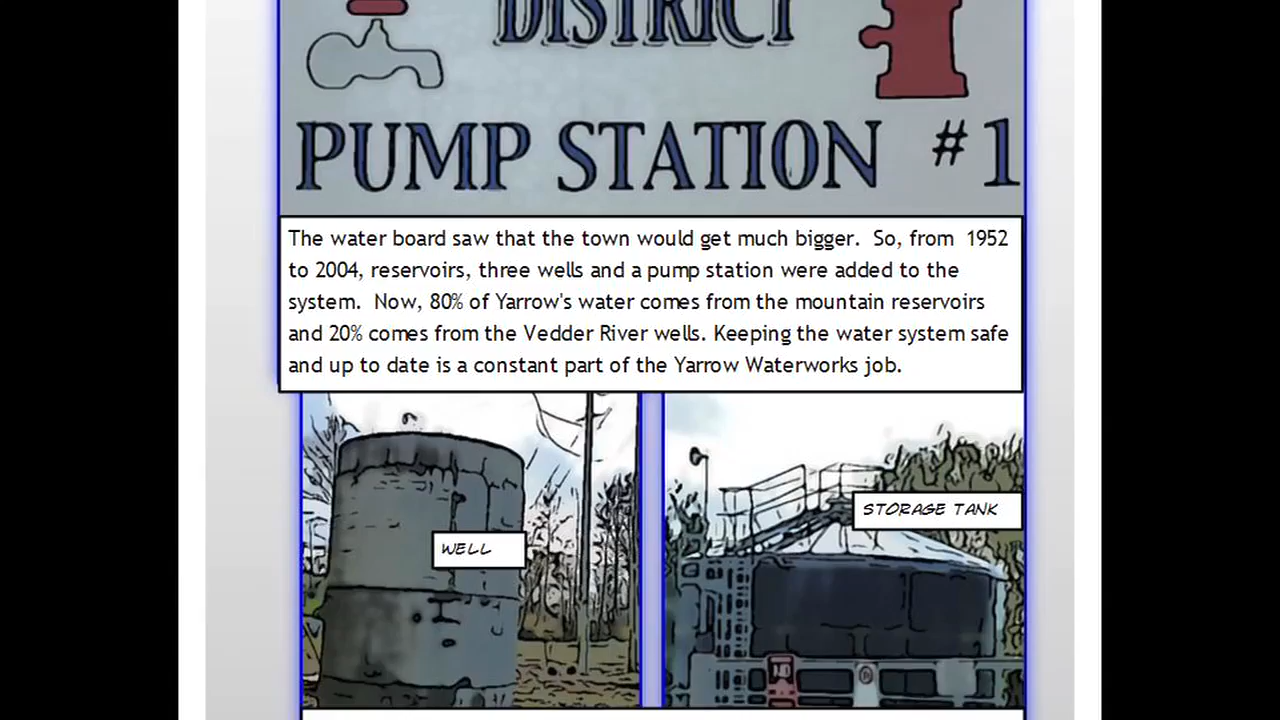 DISTRICT
PUMP STATION #1
The water board saw that the town would get much bigger.  So, from  1952
to 2004, reservoirs, three wells and a pump station were added to the
system.  Now, 80% of Yarrow's water comes from the mountain reservoirs
and 20% comes from the Vedder River wells. Keeping the water system safe
and up to date is a constant part of the Yarrow Waterworks job.
STORAGE TANK
WELL